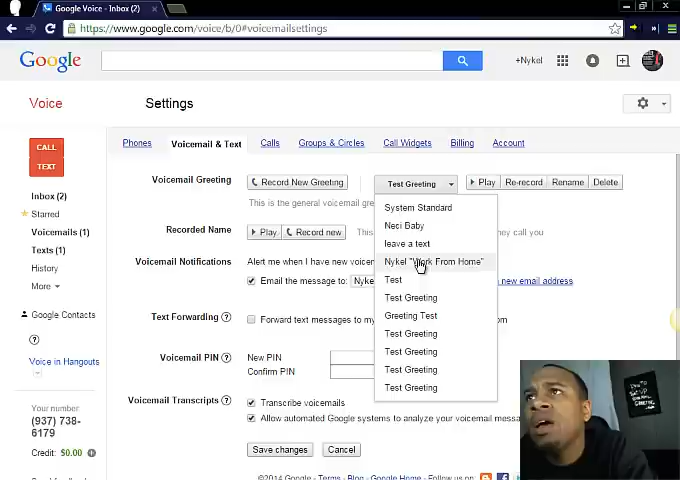 Google Voice - Inbox (2)
https://www.google.com/voice/b/0#voicemailsettings
Google
+Nykel
Voice
Settings
CALL
TEXT
Phones
Voicemail & Text
Calls
Groups & Circles
Call Widgets
Billing
Account
Inbox (2)
Starred
Voicemails (1)
Texts (1)
History
More
Google Contacts
Voice in Hangouts
Your number
(937) 738-
6179
Credit: $0.00
Voicemail Greeting
Record New Greeting
Test Greeting
Play
Re-record
Rename
Delete
This is the general voicemail gre
System Standard
Neci Baby
leave a text
Nykel "Work From Home"
Test
Test Greeting
Greeting Test
Test Greeting
Test Greeting
Test Greeting
Test Greeting
Recorded Name
Play
Record new
they call you
Voicemail Notifications
Alert me when I have new voicem
Email the message to:
Nyke
new email address
Text Forwarding
Forward text messages to my
com
Voicemail PIN
New PIN
Confirm PIN
Voicemail Transcripts
Transcribe voicemails
Allow automated Google systems to analyze your voicemail messa
Save changes
Cancel
©2014 Google - Terms - Blog - Google Home - Follow us on: